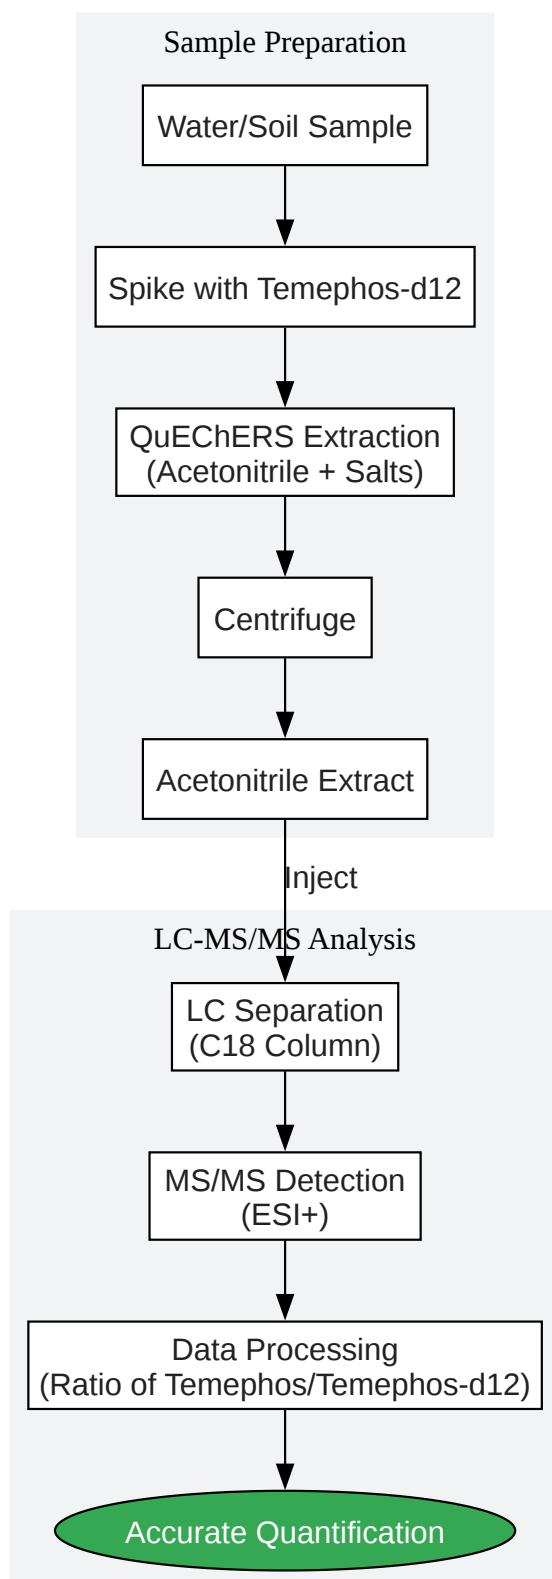 Sample Preparation
Water/Soil Sample
Spike with Temephos-d12
QuEChERS Extraction
(Acetonitrile + Salts)
Centrifuge
Acetonitrile Extract
Inject
LC-MS/MS Analysis
LC Separation
(C18 Column)
MS/MS Detection
(ESI+)
Data Processing
(Ratio of Temephos/Temephos-d12)
Accurate Quantification